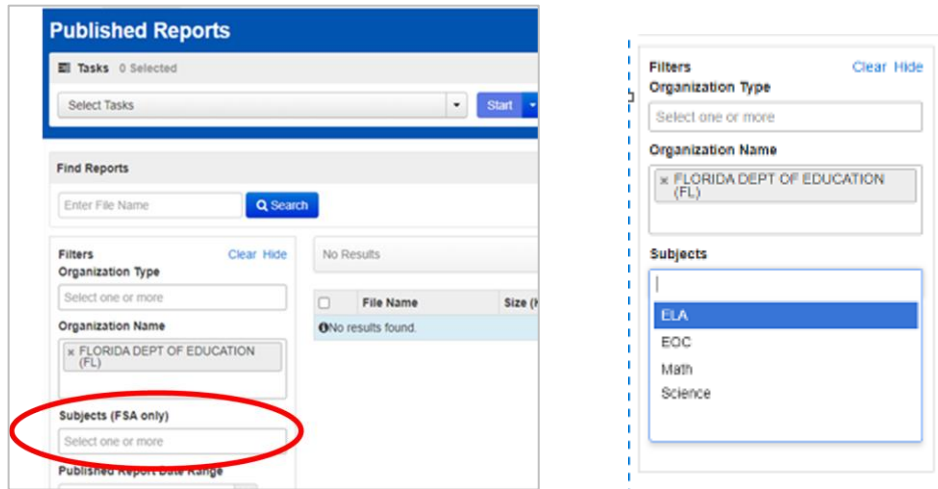 Published Reports
Tasks 0 Selected
Select Tasks
Start
Find Reports
Enter File Name
Search
Filters Clear Hide
Organization Type
Select one or more
Organization Name
× FLORIDA DEPT OF EDUCATION
(FL)
Subjects (FSA only)
Select one or more
Published Report Date Range
No Results
File Name Size (
No results found.
Filters Clear Hide
Organization Type
Select one or more
Organization Name
× FLORIDA DEPT OF EDUCATION
(FL)
Subjects
ELA
EOC
Math
Science